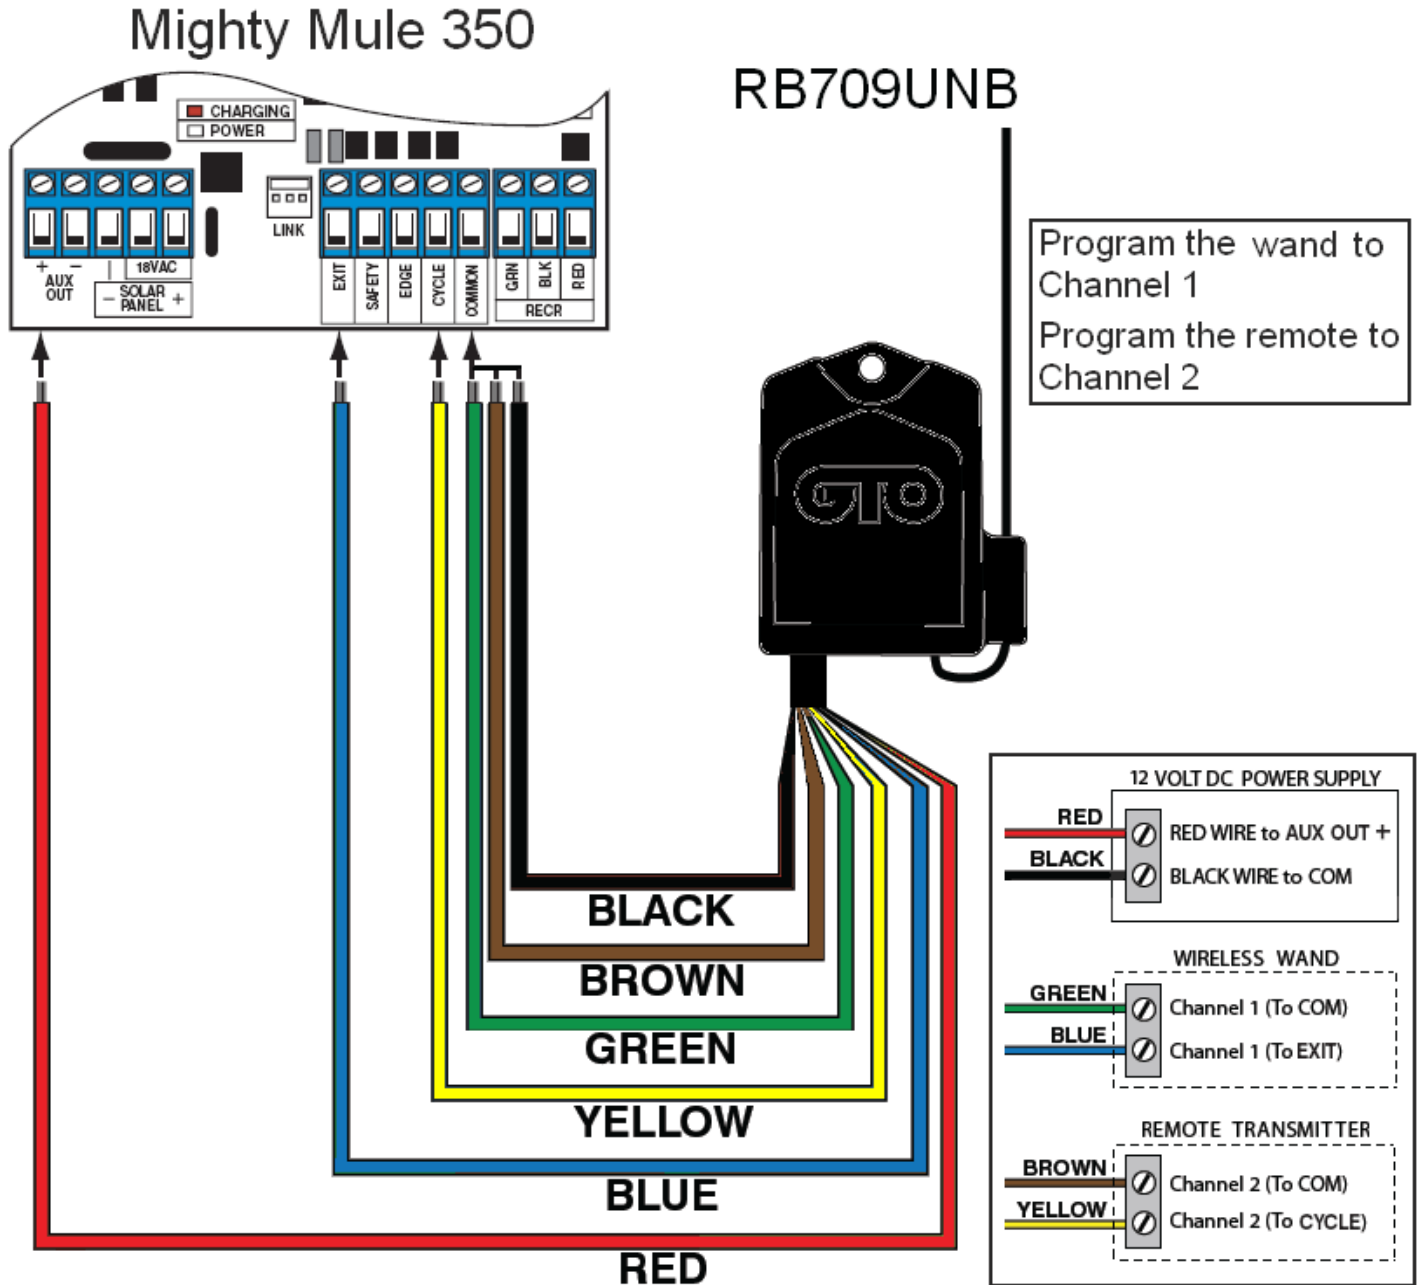 Mighty Mule 350
RB709UNB
CHARGING
POWER
LINK
+ − | 18VAC
AUX
OUT
− SOLAR
PANEL +
EXIT
SAFETY
EDGE
CYCLE
COMMON
GRN
BLK
RED
RECR
Program the wand to
Channel 1
Program the remote to
Channel 2
GTO
BLACK
BROWN
GREEN
YELLOW
BLUE
RED
12 VOLT DC POWER SUPPLY
RED
RED WIRE to AUX OUT +
BLACK
BLACK WIRE to COM
WIRELESS WAND
GREEN
Channel 1 (To COM)
BLUE
Channel 1 (To EXIT)
REMOTE TRANSMITTER
BROWN
Channel 2 (To COM)
YELLOW
Channel 2 (To CYCLE)